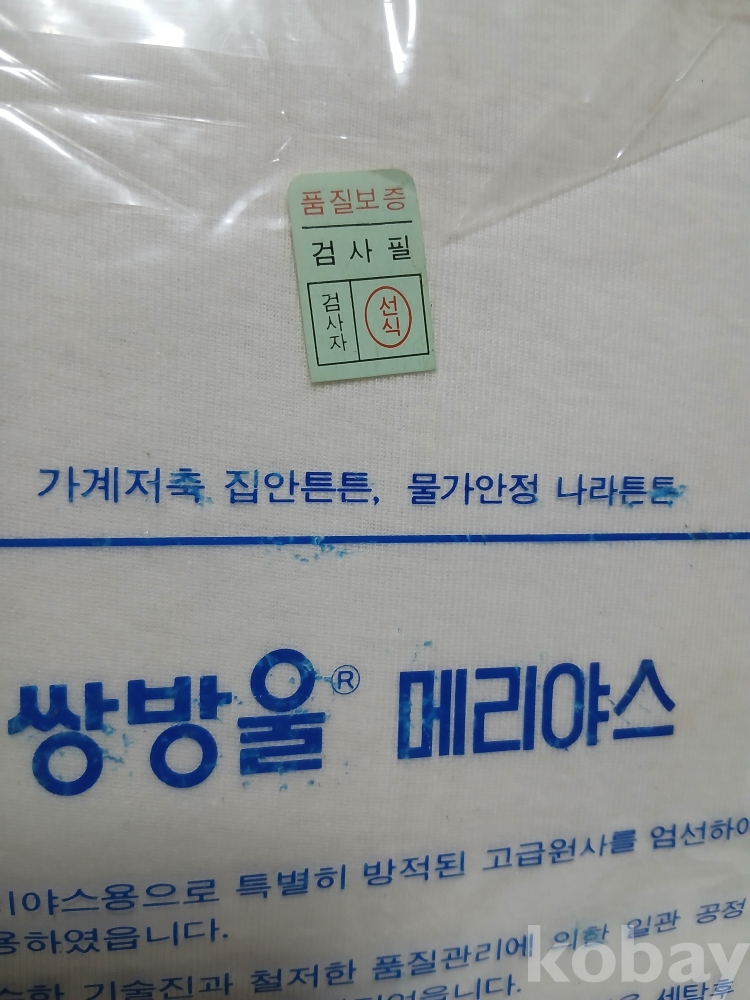 품질보증
검사필
검사자
선식
가계저축 집안튼튼, 물가안정 나라튼튼
쌍방울® 메리야스
야스용으로 특별히 방적된 고급원사를 엄선하여
용하였읍니다.
기술진과 철저한 품질관리에 의한 일관 공정
세탁후
kobay